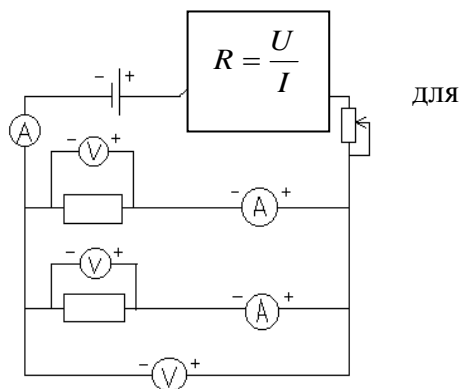 R = U / I
для
- +
A
- V +
- A +
- V +
- A +
- V +